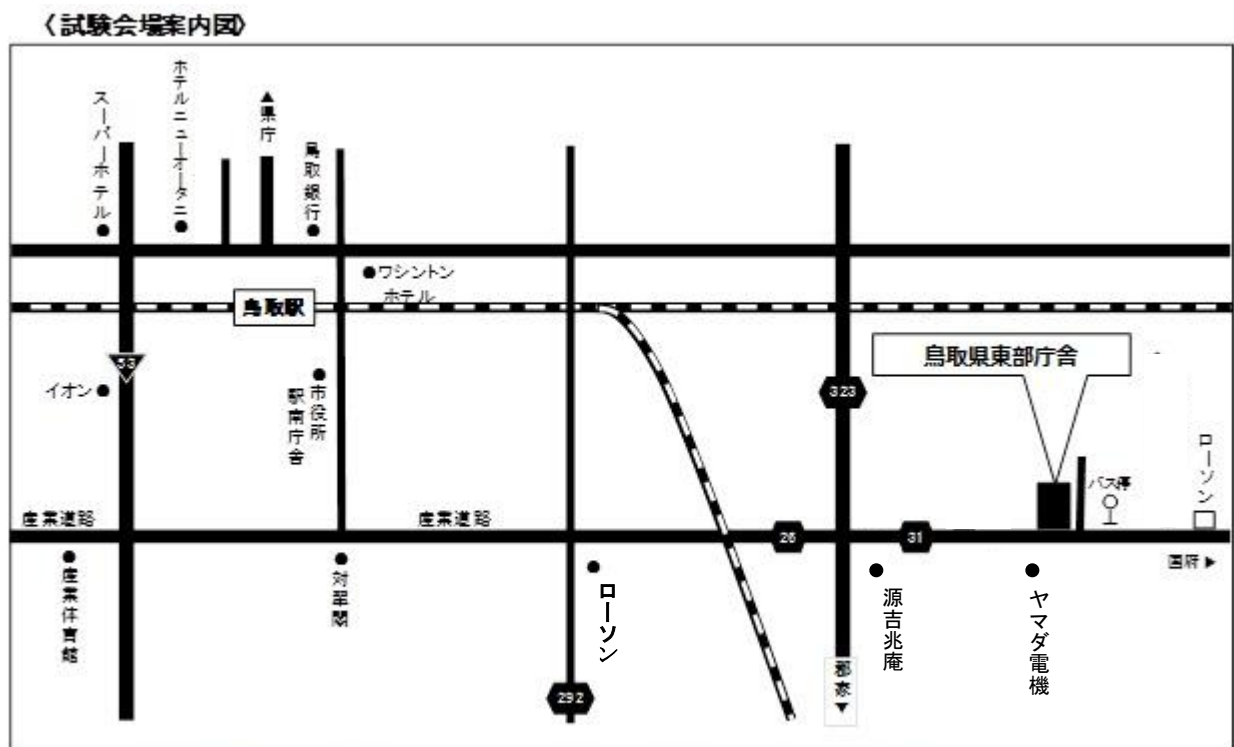 〈試験会場案内図〉
スーパーホテル
ホテルニューオータニ
▲県庁
鳥取銀行
ワシントン
ホテル
鳥取駅
53
イオン
市役所
駅南庁舎
323
鳥取県東部庁舎
バス停
ローソン
産業道路
産業道路
26
31
国府▶
産業体育館
対翠閣
ローソン
源吉兆庵
ヤマダ電機
292
郡家▼